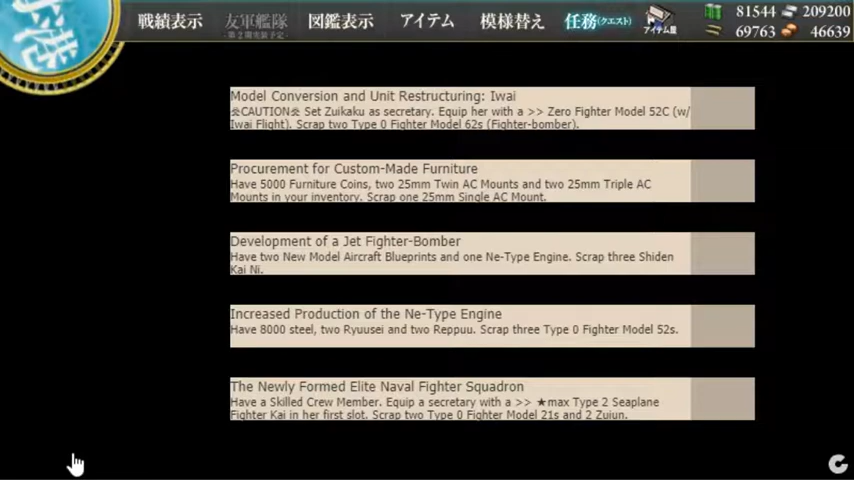 戦績表示 友軍艦隊 図鑑表示 アイテム 模様替え 任務(クエスト) アイテム屋 81544 209200
-第2期実装予定- 69763 46639
Model Conversion and Unit Restructuring: Iwai
※CAUTION※ Set Zuikaku as secretary. Equip her with a >> Zero Fighter Model 52C (w/
Iwai Flight). Scrap two Type 0 Fighter Model 62s (Fighter-bomber).
Procurement for Custom-Made Furniture
Have 5000 Furniture Coins, two 25mm Twin AC Mounts and two 25mm Triple AC
Mounts in your inventory. Scrap one 25mm Single AC Mount.
Development of a Jet Fighter-Bomber
Have two New Model Aircraft Blueprints and one Ne-Type Engine. Scrap three Shiden
Kai Ni.
Increased Production of the Ne-Type Engine
Have 8000 steel, two Ryuusei and two Reppuu. Scrap three Type 0 Fighter Model 52s.
The Newly Formed Elite Naval Fighter Squadron
Have a Skilled Crew Member. Equip a secretary with a >> ★max Type 2 Seaplane
Fighter Kai in her first slot. Scrap two Type 0 Fighter Model 21s and 2 Zuiun.